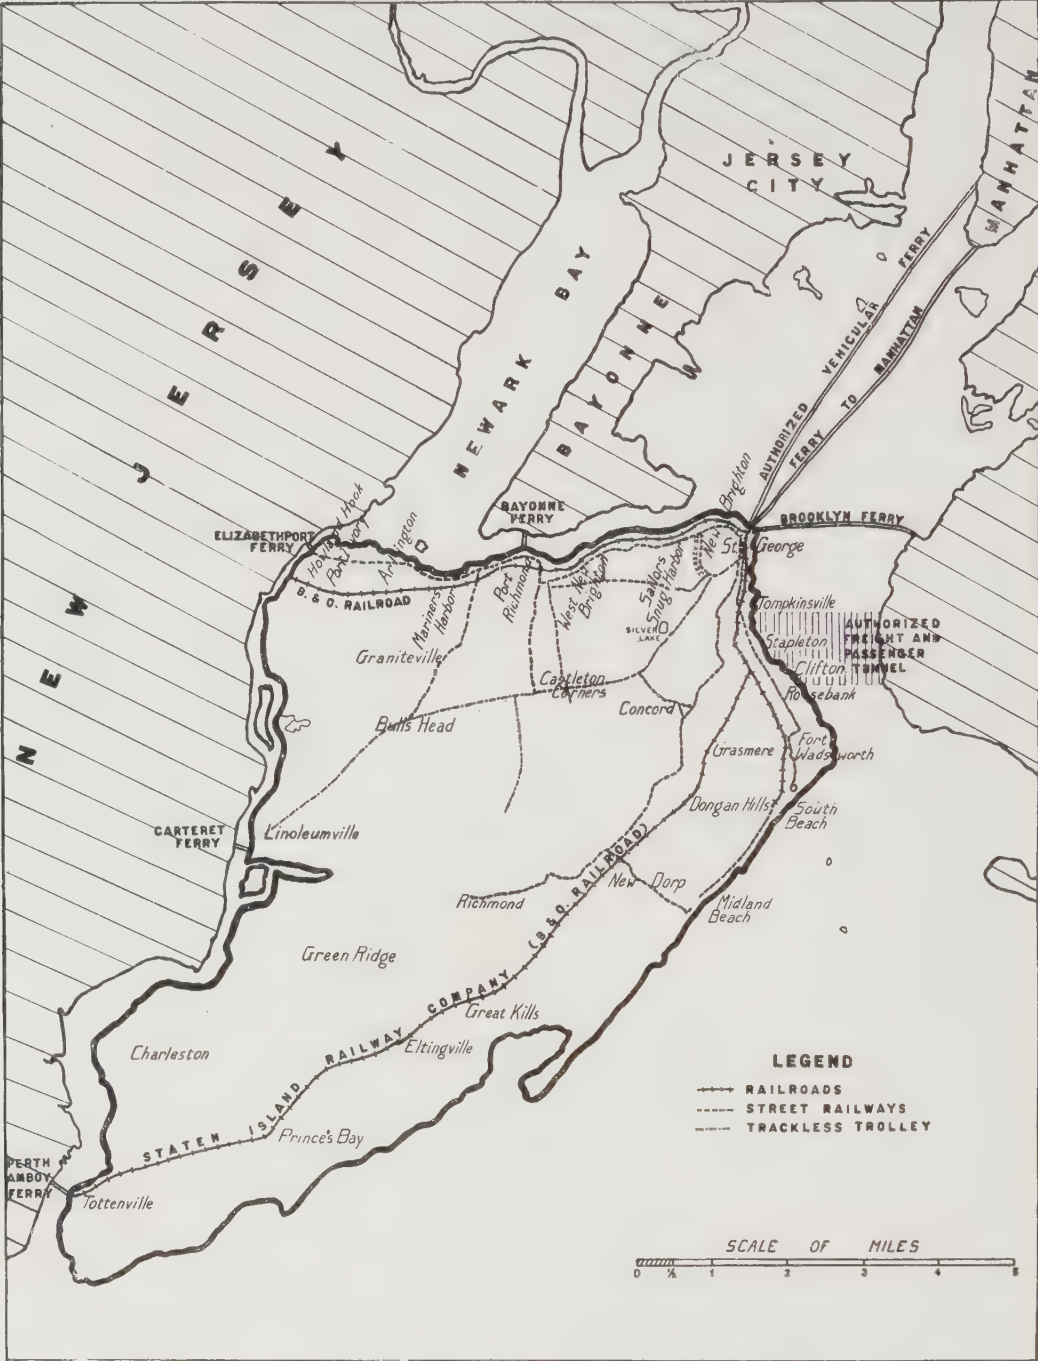 JERSEY
CITY
MANHATTAN
MANHATTAN
NEW JERSEY
NEWARK BAY
BAYONNE
AUTHORIZED VEHICULAR FERRY
FERRY TO MANHATTAN
BROOKLYN FERRY
BAYONNE
FERRY
ELIZABETHPORT
FERRY
Howland Hook
Port Ivory
Arlington
B. & O. RAILROAD
Mariners
Harbor
Port
Richmond
West New
Brighton
Sailors
Snug Harbor
New Brighton
St. George
SILVER
LAKE
Tompkinsville
Stapleton
Clifton
AUTHORIZED
FREIGHT AND
PASSENGER
TUNNEL
Rosebank
Graniteville
Castleton
Corners
Concord
Bulls Head
Grasmere
Fort
Wadsworth
Dongan Hills
South
Beach
CARTERET
FERRY
Linoleumville
New Dorp
Richmond
Midland
Beach
Green Ridge
STATEN ISLAND RAILWAY COMPANY (B. & O. RAILROAD)
Great Kills
Eltingville
Charleston
Prince's Bay
PERTH
AMBOY
FERRY
Tottenville
LEGEND
RAILROADS
STREET RAILWAYS
TRACKLESS TROLLEY
SCALE OF MILES
0 ½ 1 2 3 4 5